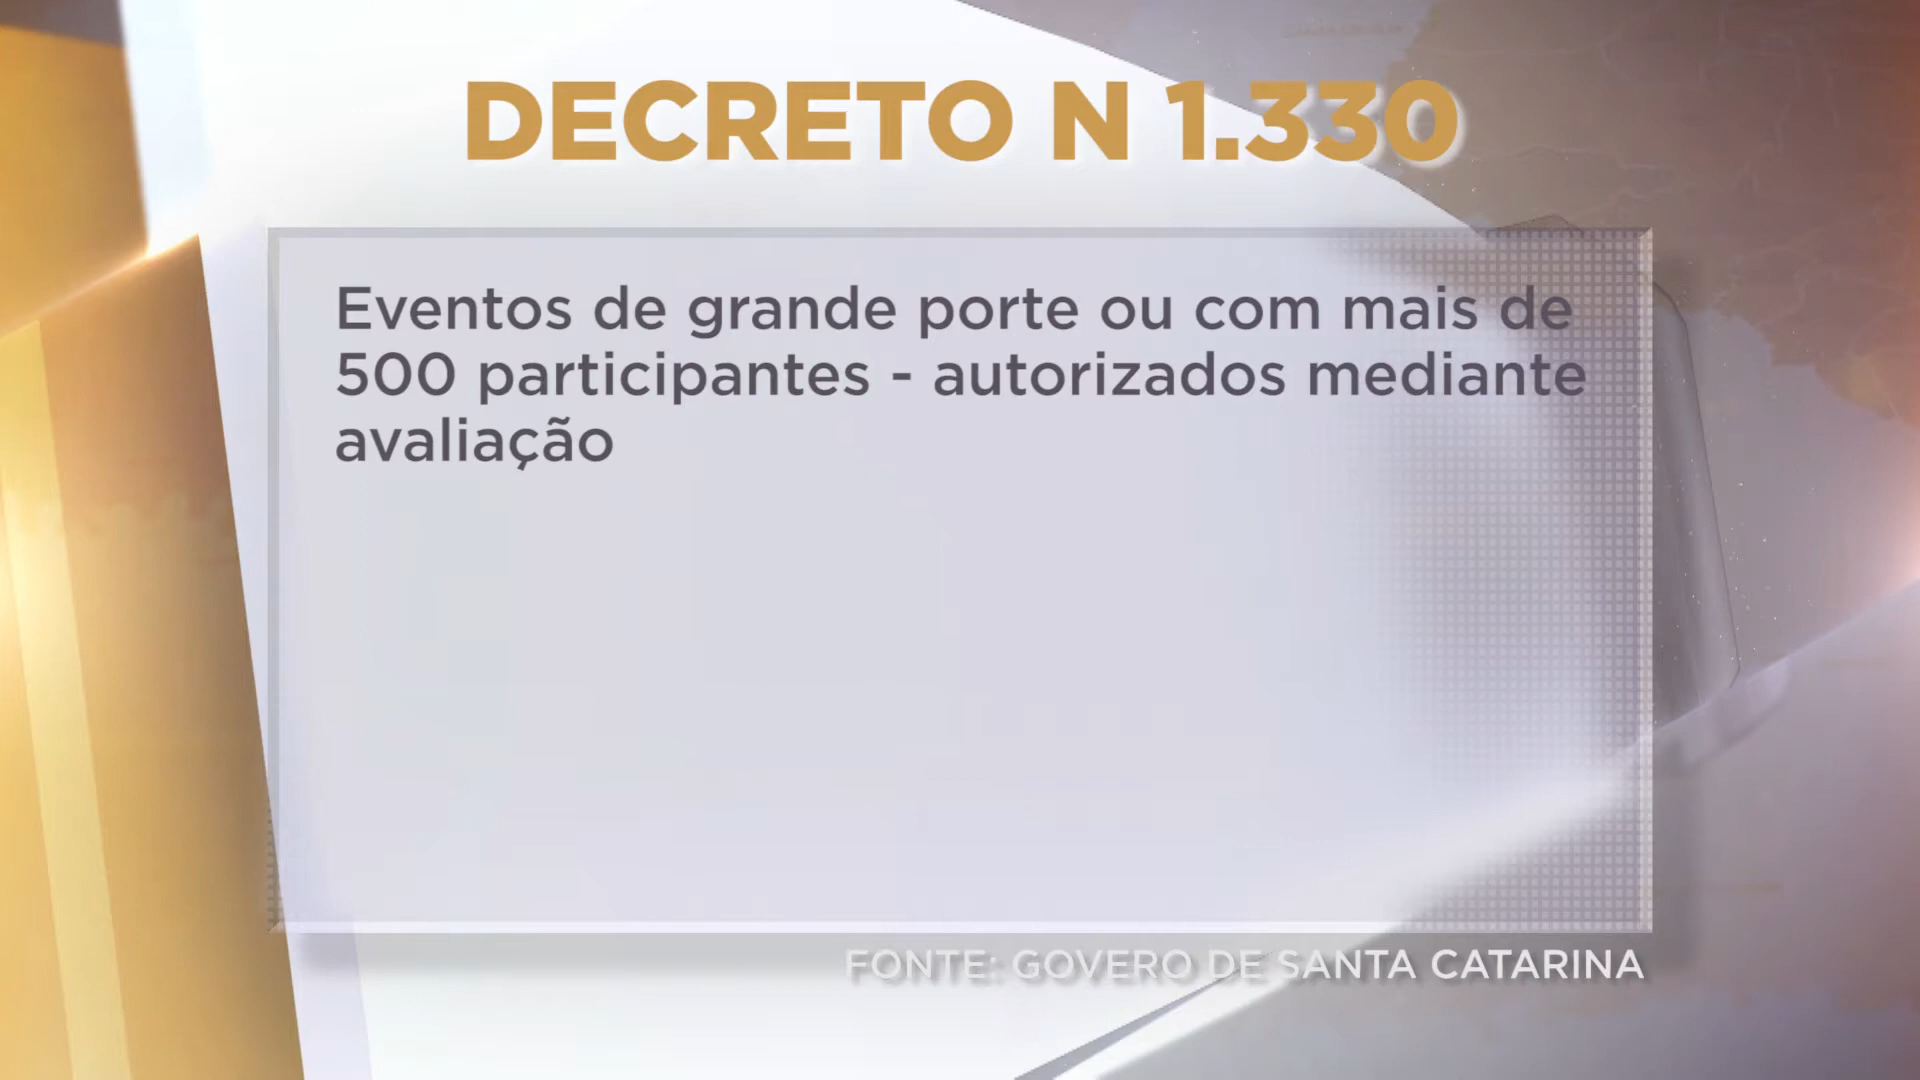 DECRETO N 1.330
Eventos de grande porte ou com mais de
500 participantes - autorizados mediante
avaliação
FONTE: GOVERO DE SANTA CATARINA